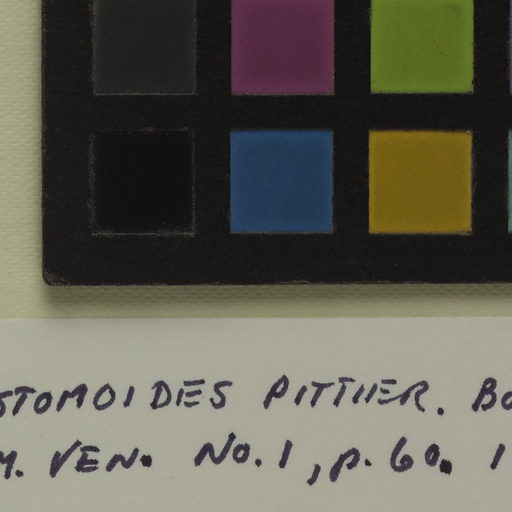 STOMOIDES PITTIER. BO
M. VEN. NO. 1, p. 60. 1